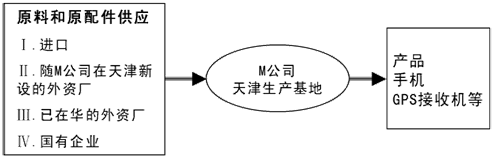 原料和原配件供应
Ⅰ.进口
Ⅱ.随M公司在天津新
设的外资厂
Ⅲ.已在华的外资厂
Ⅳ.国有企业
M公司
天津生产基地
产品
手机
GPS接收机等